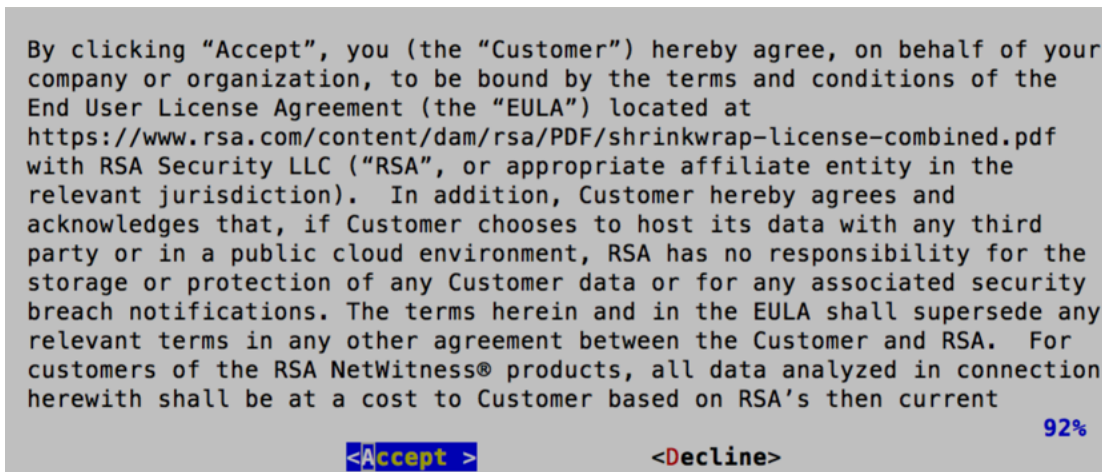 By clicking “Accept”, you (the “Customer”) hereby agree, on behalf of your
company or organization, to be bound by the terms and conditions of the
End User License Agreement (the “EULA”) located at
https://www.rsa.com/content/dam/rsa/PDF/shrinkwrap-license-combined.pdf
with RSA Security LLC (“RSA”, or appropriate affiliate entity in the
relevant jurisdiction).  In addition, Customer hereby agrees and
acknowledges that, if Customer chooses to host its data with any third
party or in a public cloud environment, RSA has no responsibility for the
storage or protection of any Customer data or for any associated security
breach notifications. The terms herein and in the EULA shall supersede any
relevant terms in any other agreement between the Customer and RSA.  For
customers of the RSA NetWitness® products, all data analyzed in connection
herewith shall be at a cost to Customer based on RSA’s then current
92%
<Accept > <Decline>